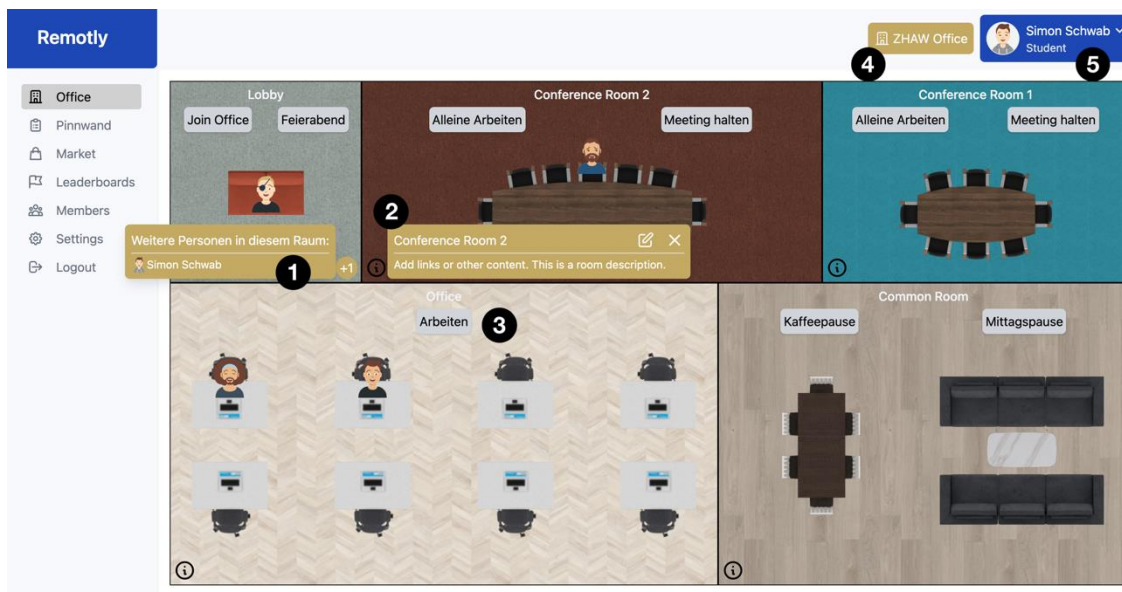 Remotly
ZHAW Office
Simon Schwab
Student
4
5
Office
Pinnwand
Market
Leaderboards
Members
Settings
Logout
Lobby
Join Office
Feierabend
Conference Room 2
Alleine Arbeiten
Meeting halten
Conference Room 1
Alleine Arbeiten
Meeting halten
2
Weitere Personen in diesem Raum:
Simon Schwab
1
+1
Conference Room 2
Add links or other content. This is a room description.
Office
Arbeiten
3
Common Room
Kaffeepause
Mittagspause